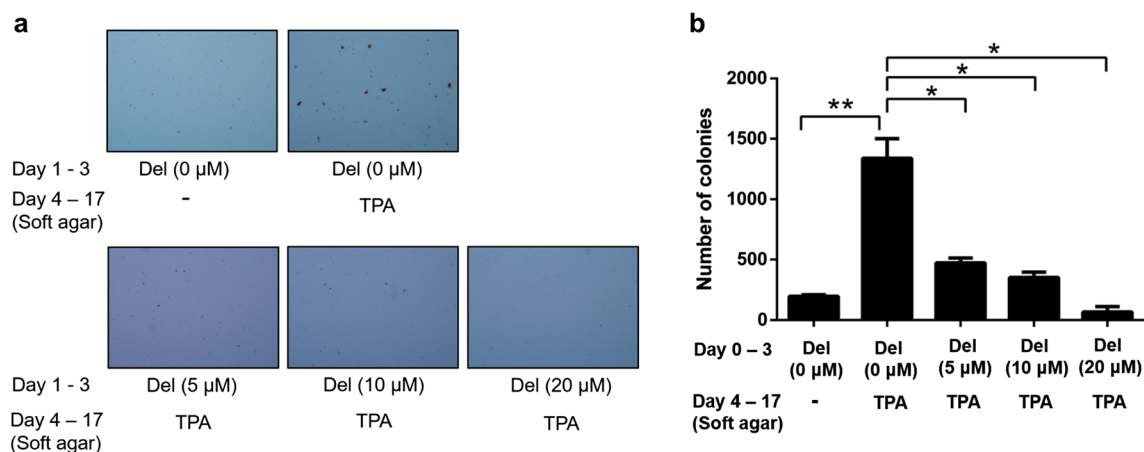 a
Day 1 - 3 Del (0 µM) Del (0 µM)
Day 4 – 17 - TPA
(Soft agar)
Day 1 - 3 Del (5 µM) Del (10 µM) Del (20 µM)
Day 4 – 17 TPA TPA TPA
(Soft agar)
b
Number of colonies
2000
1500
1000
500
0
** * * *
Day 0 – 3 Del Del Del Del Del
(0 µM) (0 µM) (5 µM) (10 µM) (20 µM)
Day 4 – 17 - TPA TPA TPA TPA
(Soft agar)